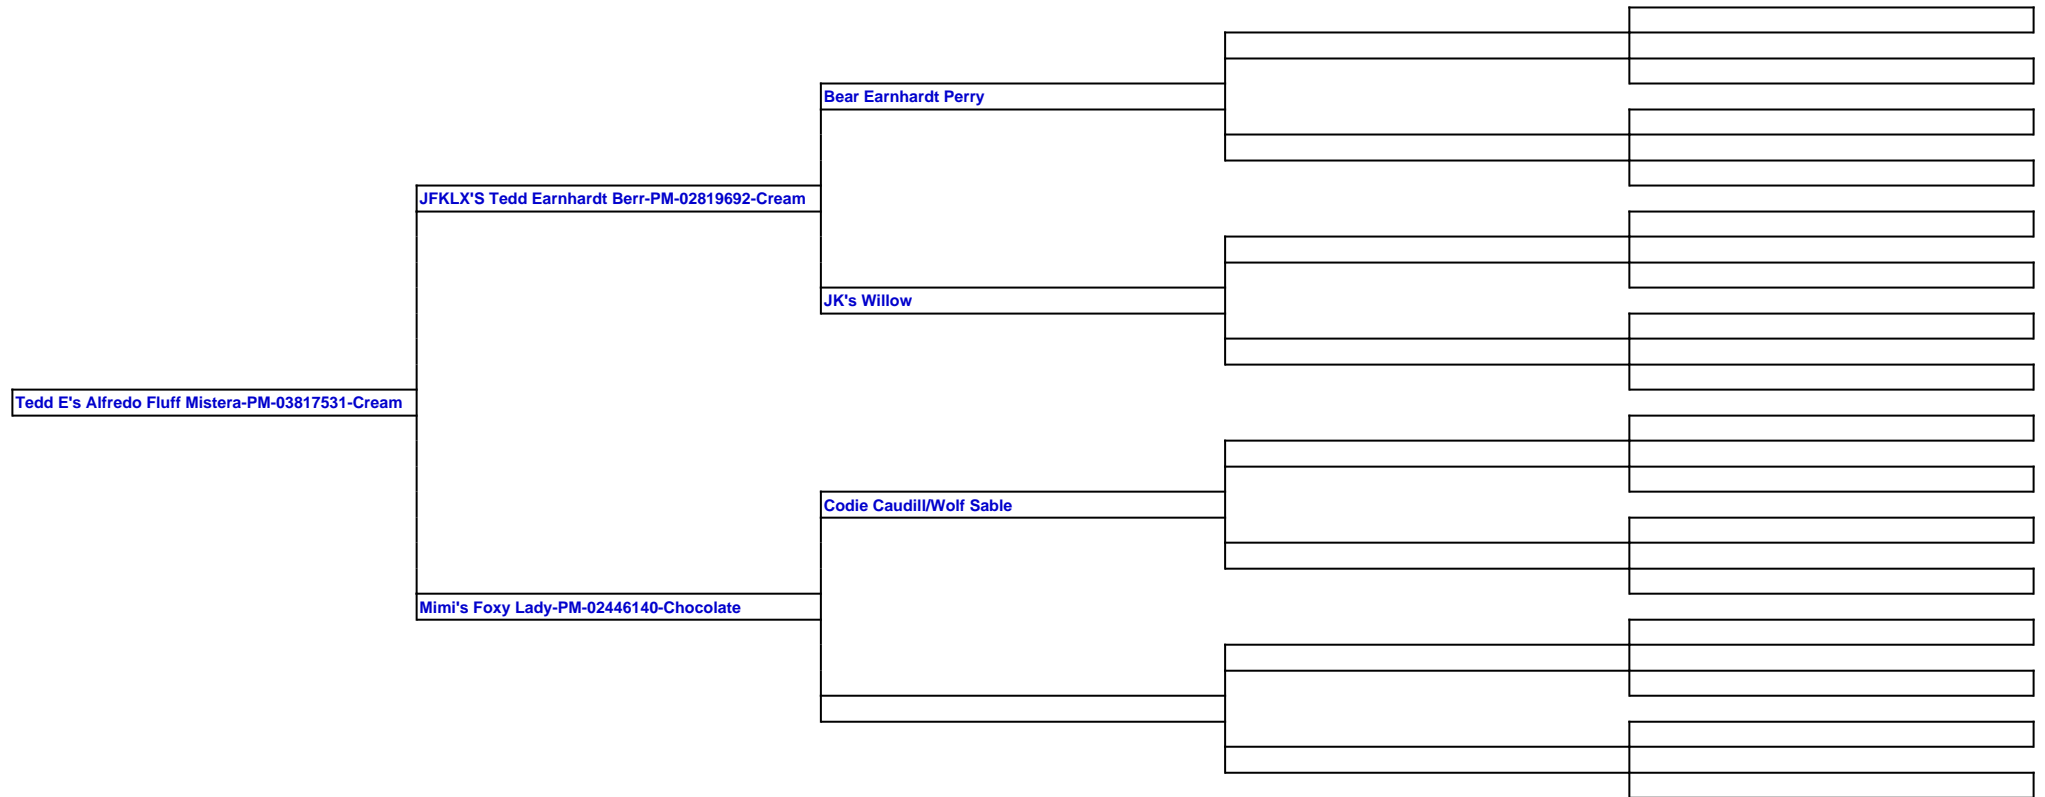 Bear Earnhardt Perry
JFKLX'S Tedd Earnhardt Berr-PM-02819692-Cream
JK's Willow
Tedd E's Alfredo Fluff Mistera-PM-03817531-Cream
Codie Caudill/Wolf Sable
Mimi's Foxy Lady-PM-02446140-Chocolate